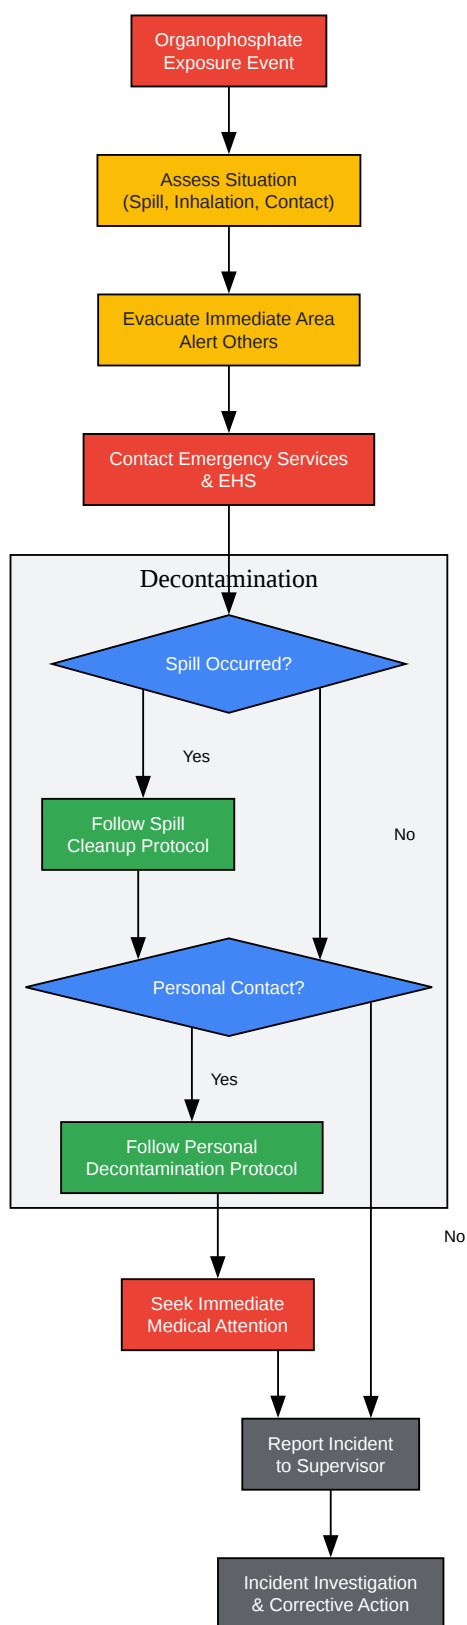 Organophosphate
Exposure Event
Assess Situation
(Spill, Inhalation, Contact)
Evacuate Immediate Area
Alert Others
Contact Emergency Services
& EHS
Decontamination
Spill Occurred?
Yes
Follow Spill
Cleanup Protocol
No
Personal Contact?
Yes
Follow Personal
Decontamination Protocol
No
Seek Immediate
Medical Attention
Report Incident
to Supervisor
Incident Investigation
& Corrective Action